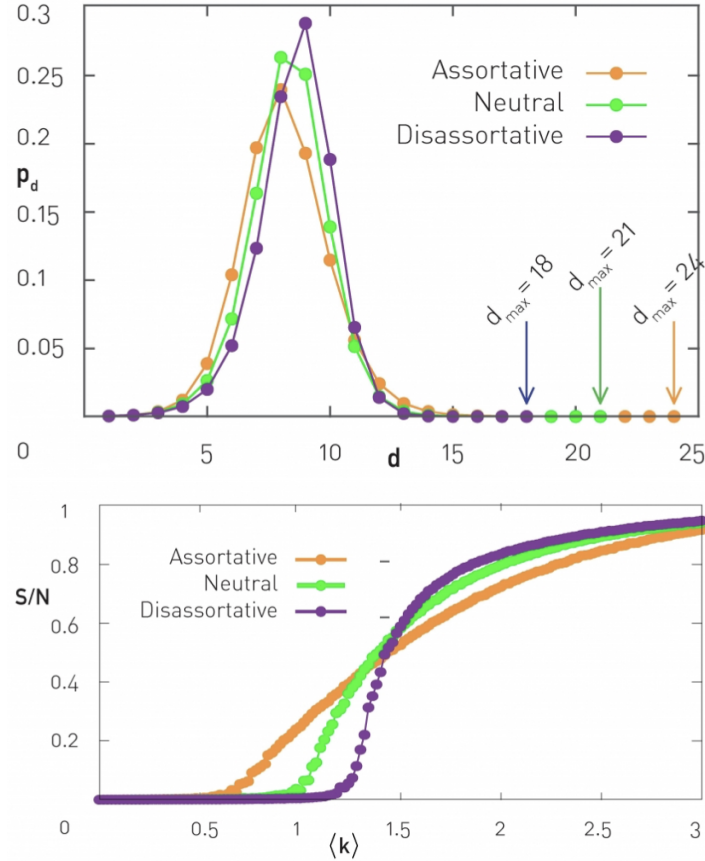 0.3
0.25
0.2
p_d
0.15
0.1
0.05
0
Assortative
Neutral
Disassortative
d_max = 18
d_max = 21
d_max = 24
5
10
15
20
25
d
1
0.8
S/N
0.6
0.4
0.2
0
Assortative
Neutral
Disassortative
0.5
1
1.5
2
2.5
3
⟨k⟩